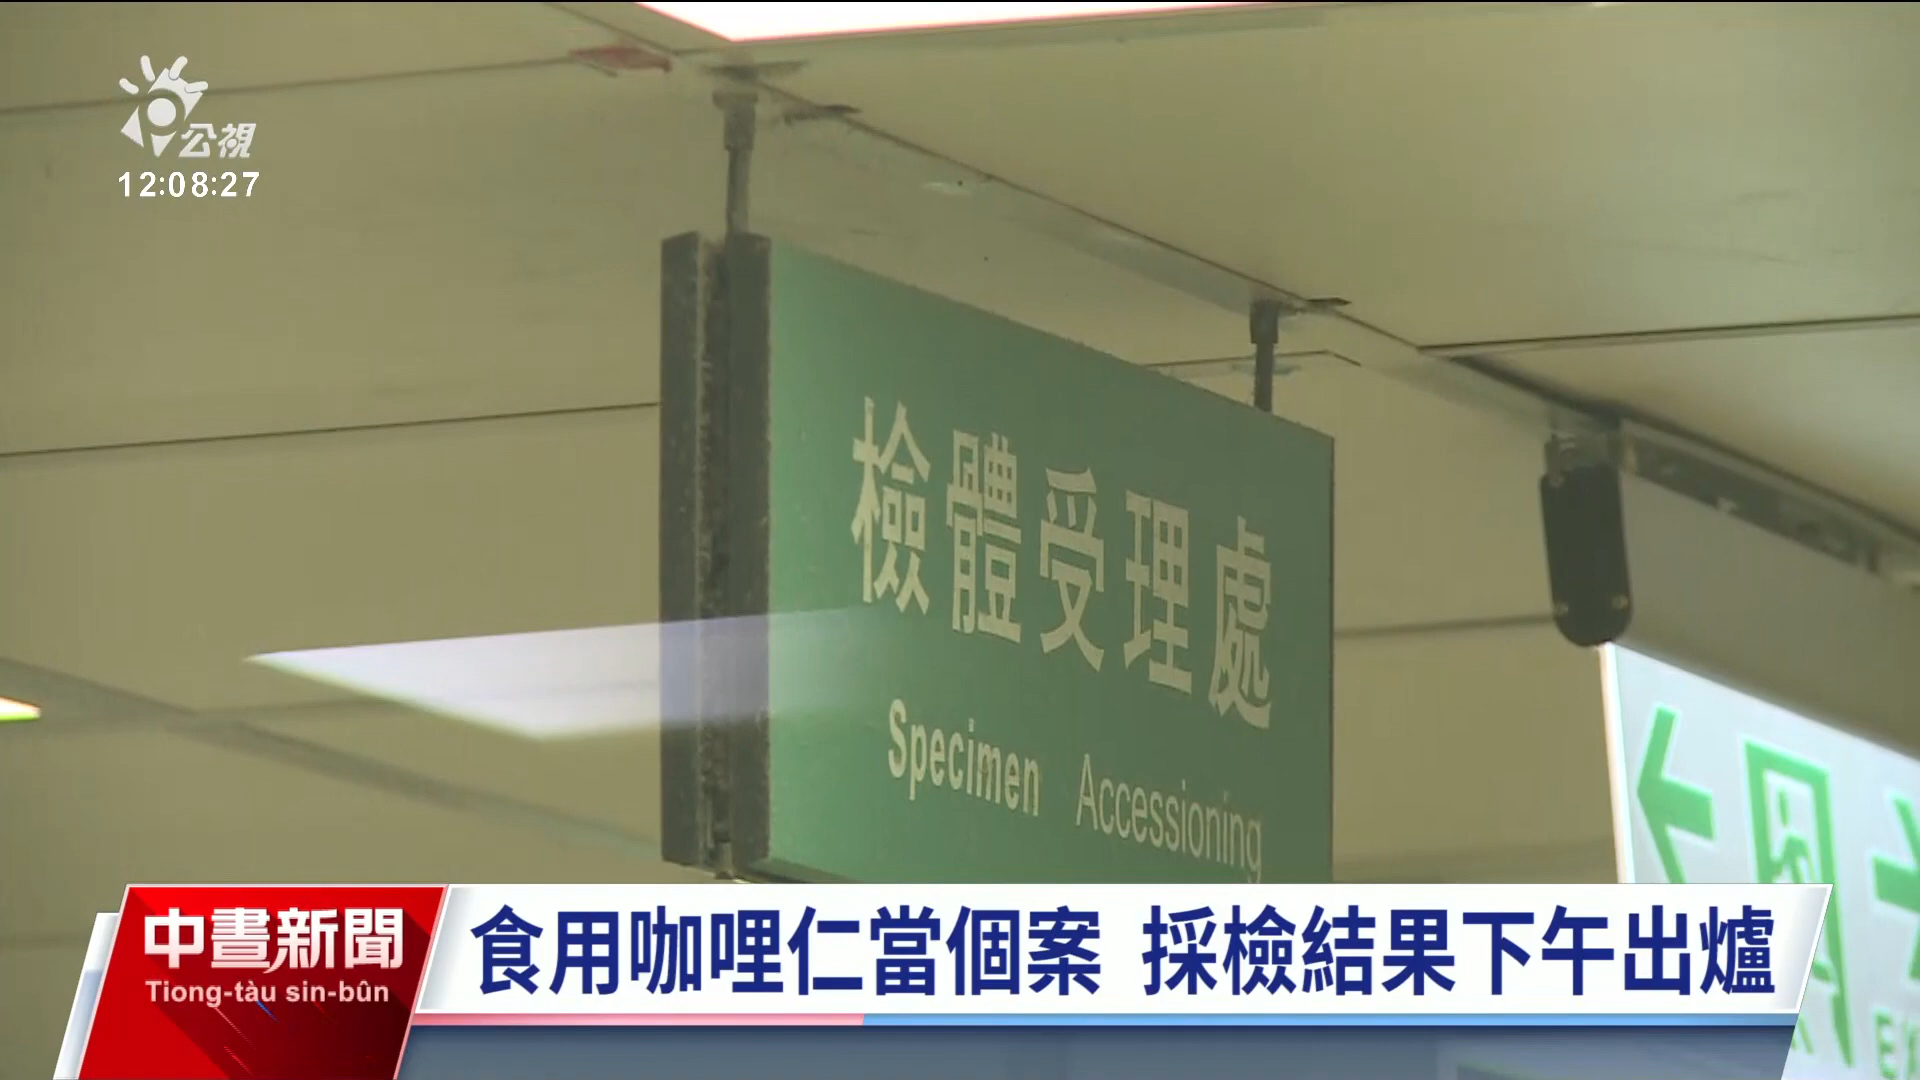 公視
12:08:27
檢體受理處
Specimen Accessioning
中晝新聞
Tiong-tàu sin-bûn
食用咖哩仁當個案 採檢結果下午出爐